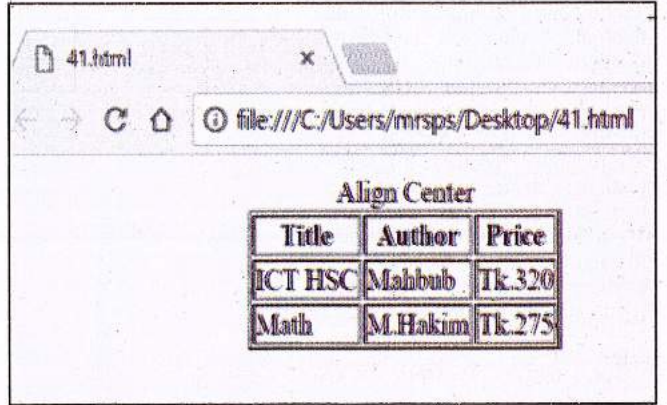 41.html
file:///C:/Users/mrsps/Desktop/41.html
Align Center
Title Author Price
ICT HSC Mahbub Tk.320
Math M.Hakim Tk.275